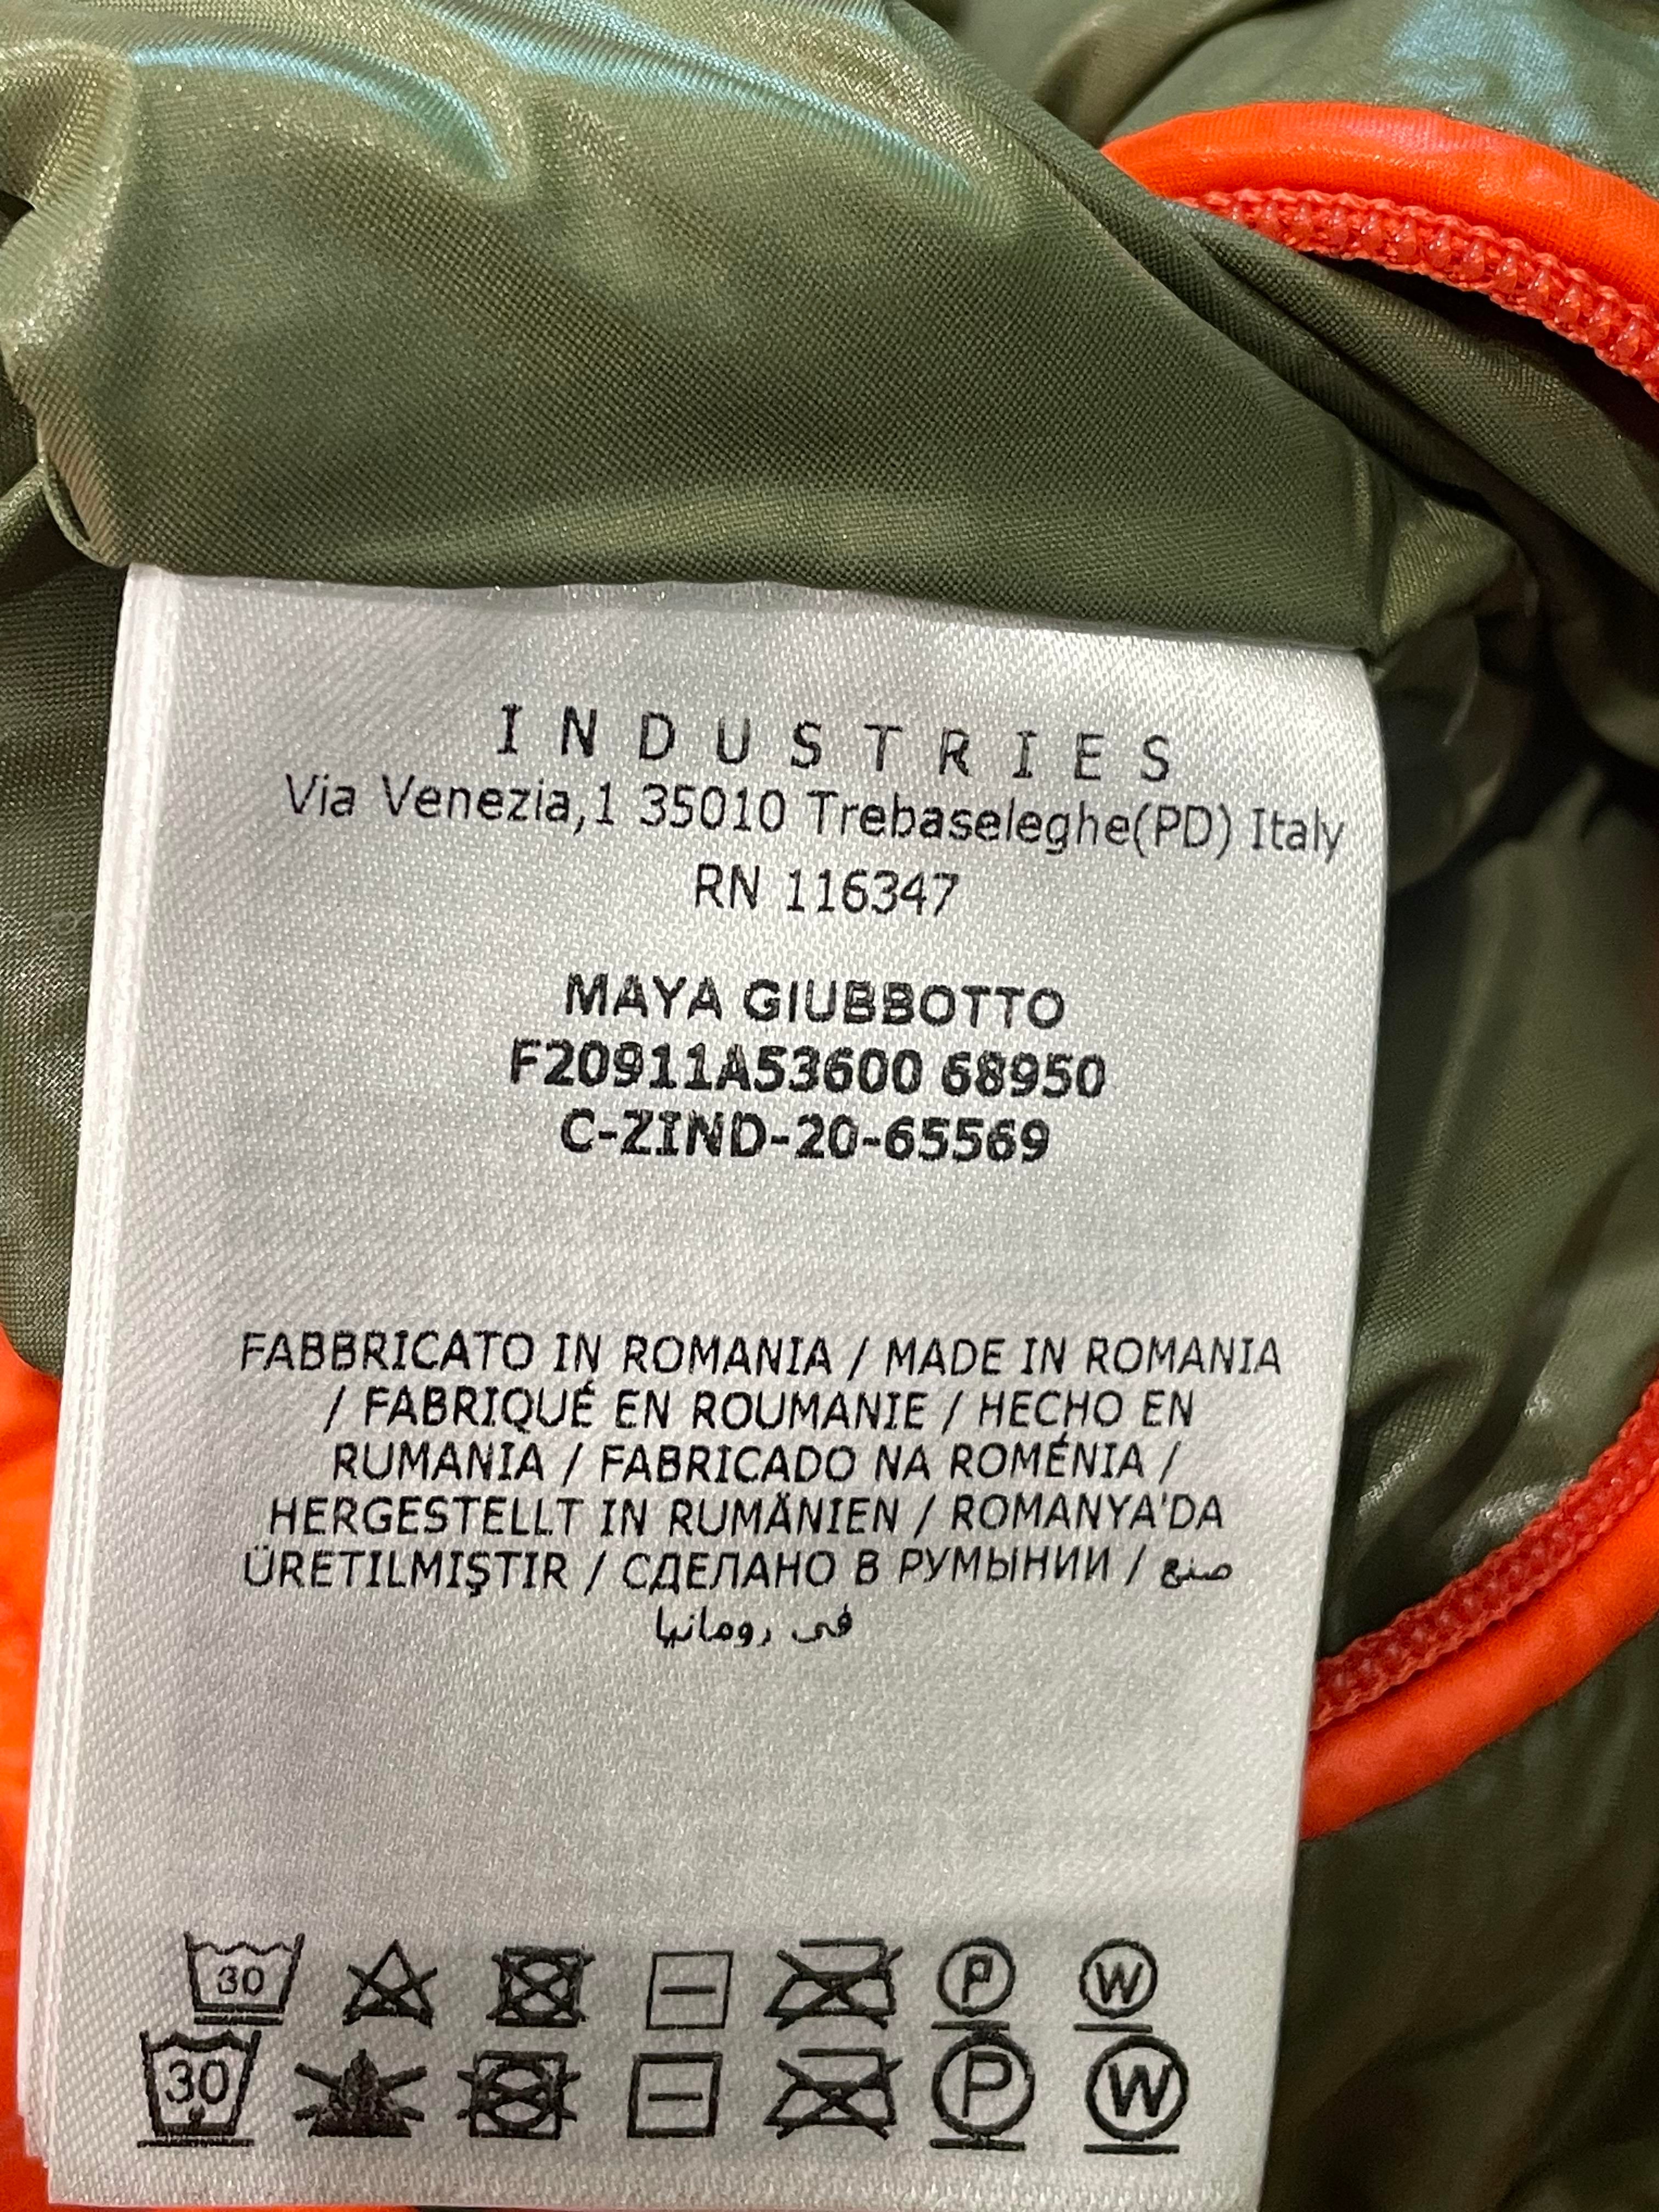 INDUSTRIES
Via Venezia,1 35010 Trebaseleghe(PD) Italy
RN 116347
MAYA GIUBBOTTO
F20911A53600 68950
C-ZIND-20-65569
FABBRICATO IN ROMANIA / MADE IN ROMANIA
/ FABRIQUÉ EN ROUMANIE / HECHO EN
RUMANIA / FABRICADO NA ROMÉNIA /
HERGESTELLT IN RUMÄNIEN / ROMANYA'DA
ÜRETILMIŞTIR / СДЕЛАНО В РУМЫНИИ / صنع
في رومانيا
30 P W
30 P W